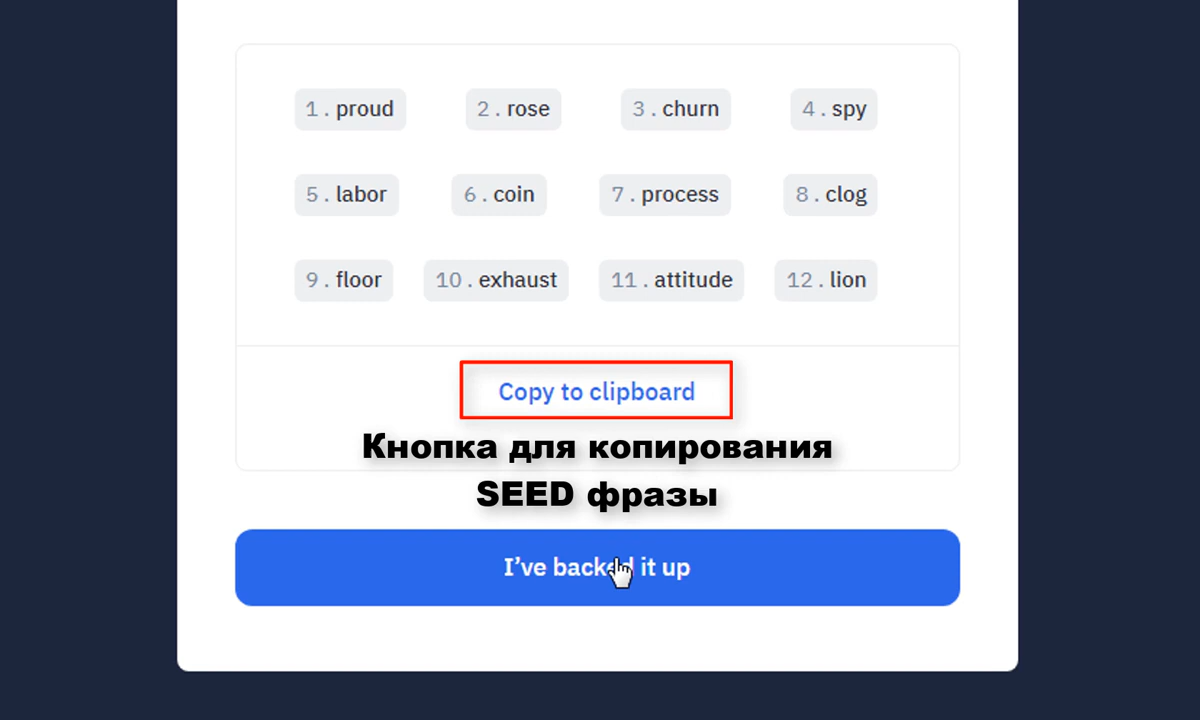 1. proud 2. rose 3. churn 4. spy
5. labor 6. coin 7. process 8. clog
9. floor 10. exhaust 11. attitude 12. lion
Copy to clipboard
Кнопка для копирования
SEED фразы
I’ve backed it up